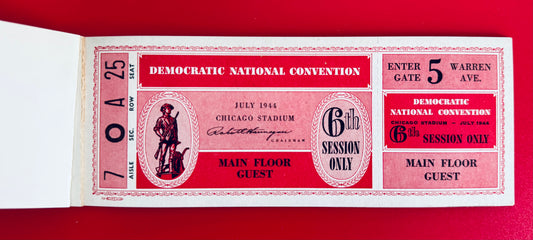 SEAT 25
A
ROW
SEC. O
AISLE 7
DEMOCRATIC NATIONAL CONVENTION
JULY 1944
CHICAGO STADIUM
Robert E. Hannegan
CHAIRMAN
MAIN FLOOR
GUEST
6th
SESSION
ONLY
ENTER GATE 5 WARREN AVE.
DEMOCRATIC
NATIONAL CONVENTION
CHICAGO STADIUM — JULY 1944
6th SESSION ONLY
MAIN FLOOR
GUEST